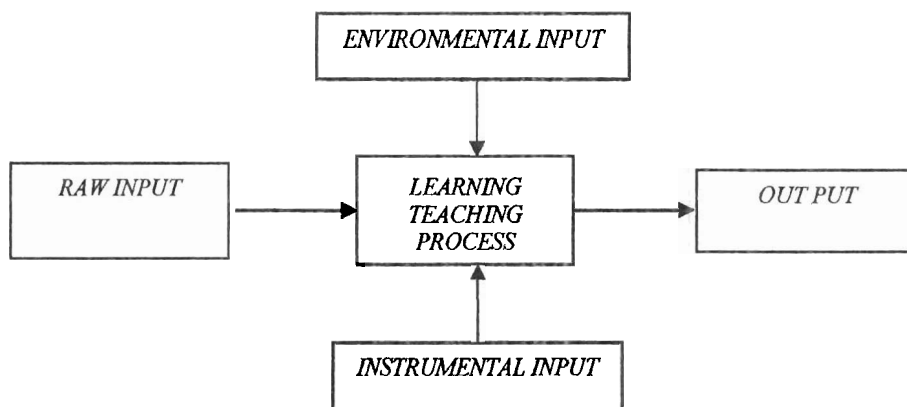 ENVIRONMENTAL INPUT
RAW INPUT
LEARNING
TEACHING
PROCESS
OUT PUT
INSTRUMENTAL INPUT